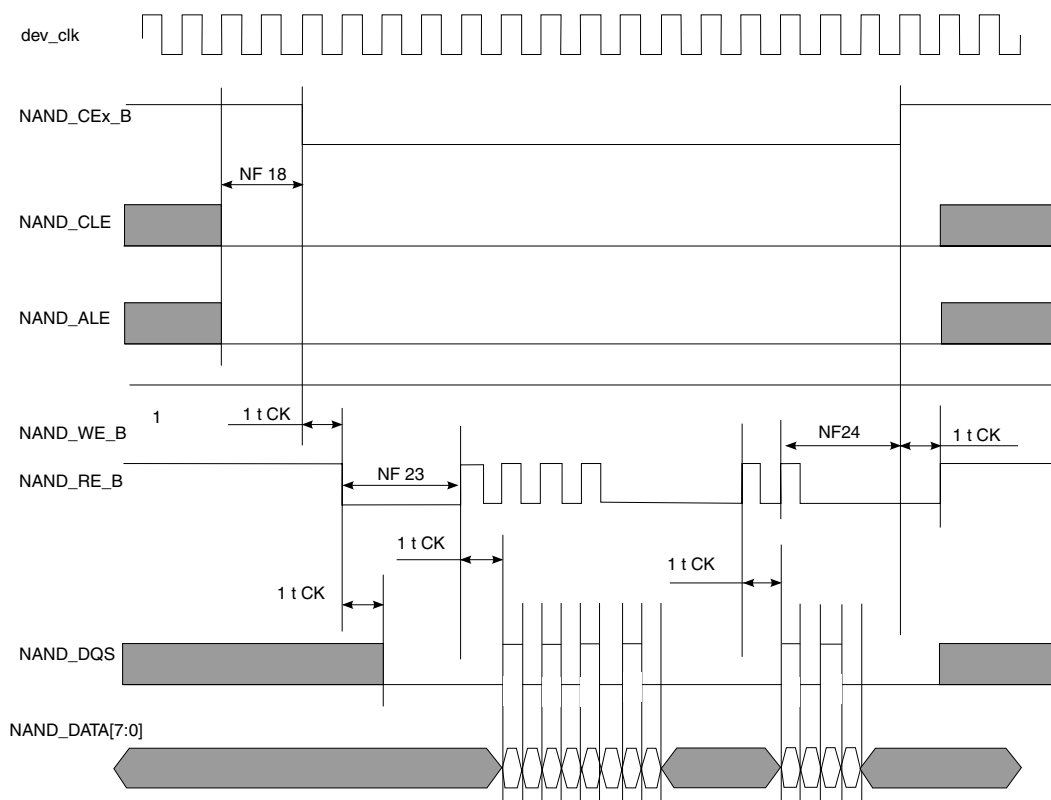 dev_clk
NAND_CEx_B
NF 18
NAND_CLE
NAND_ALE
1
1 t CK
NAND_WE_B
NF24
1 t CK
NF 23
NAND_RE_B
1 t CK
1 t CK
1 t CK
NAND_DQS
NAND_DATA[7:0]